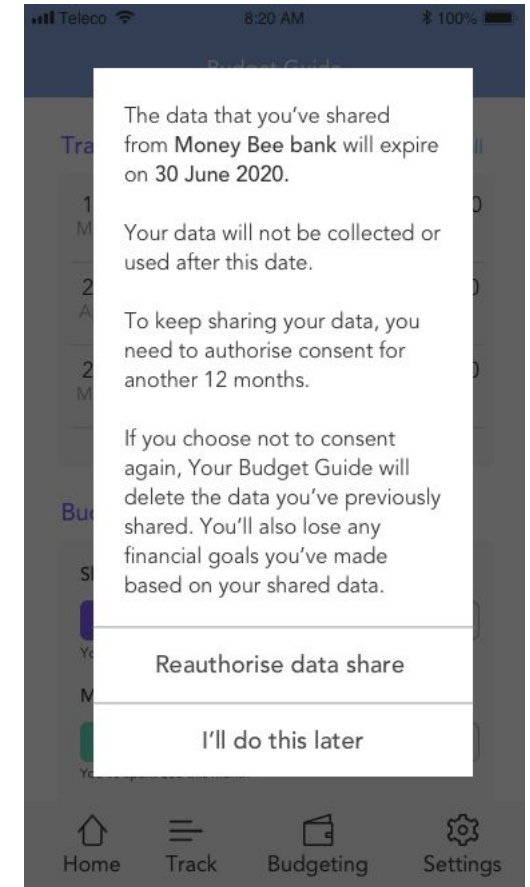 Teleco 8:20 AM 100%
Budget Guide
The data that you've shared
from Money Bee bank will expire
on 30 June 2020.
Your data will not be collected or
used after this date.
To keep sharing your data, you
need to authorise consent for
another 12 months.
If you choose not to consent
again, Your Budget Guide will
delete the data you've previously
shared. You'll also lose any
financial goals you've made
based on your shared data.
Reauthorise data share
I'll do this later
Home Track Budgeting Settings